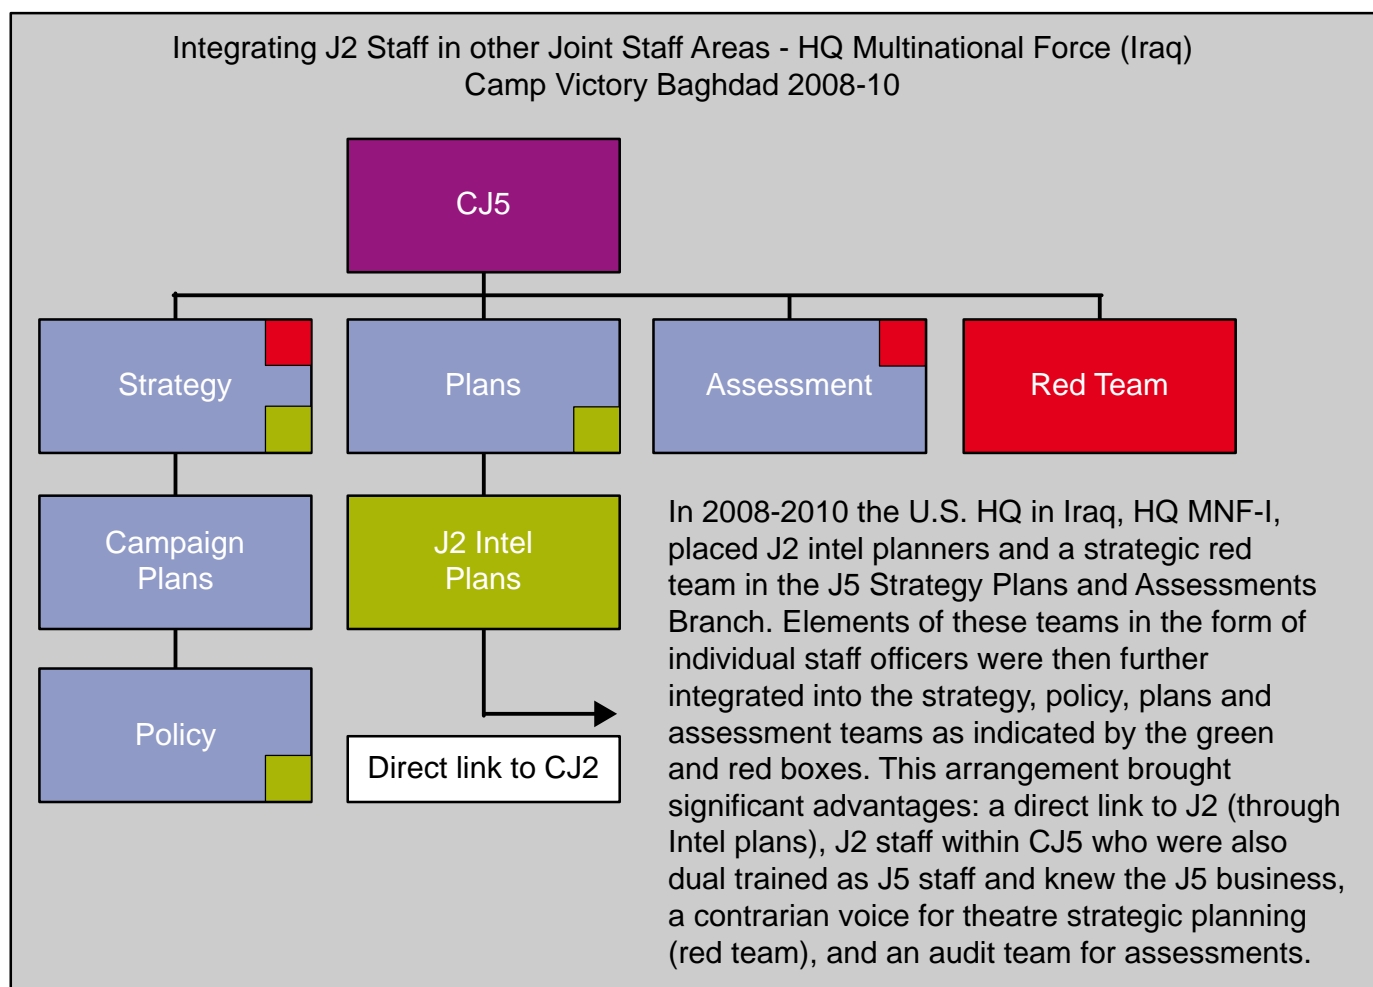 Integrating J2 Staff in other Joint Staff Areas - HQ Multinational Force (Iraq)
Camp Victory Baghdad 2008-10
CJ5
Strategy
Plans
Assessment
Red Team
Campaign
Plans
J2 Intel
Plans
Policy
Direct link to CJ2
In 2008-2010 the U.S. HQ in Iraq, HQ MNF-I,
placed J2 intel planners and a strategic red
team in the J5 Strategy Plans and Assessments
Branch. Elements of these teams in the form of
individual staff officers were then further
integrated into the strategy, policy, plans and
assessment teams as indicated by the green
and red boxes. This arrangement brought
significant advantages: a direct link to J2 (through
Intel plans), J2 staff within CJ5 who were also
dual trained as J5 staff and knew the J5 business,
a contrarian voice for theatre strategic planning
(red team), and an audit team for assessments.